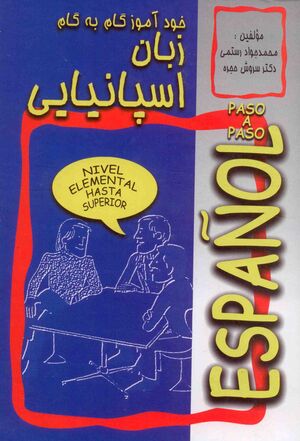 خود آموز گام به گام
زبان
اسپانیایی
مؤلفین :
محمدجواد رستمی
دکتر سروش حجره
PASO
A
PASO
ESPAÑOL
NIVEL
ELEMENTAL
HASTA
SUPERIOR